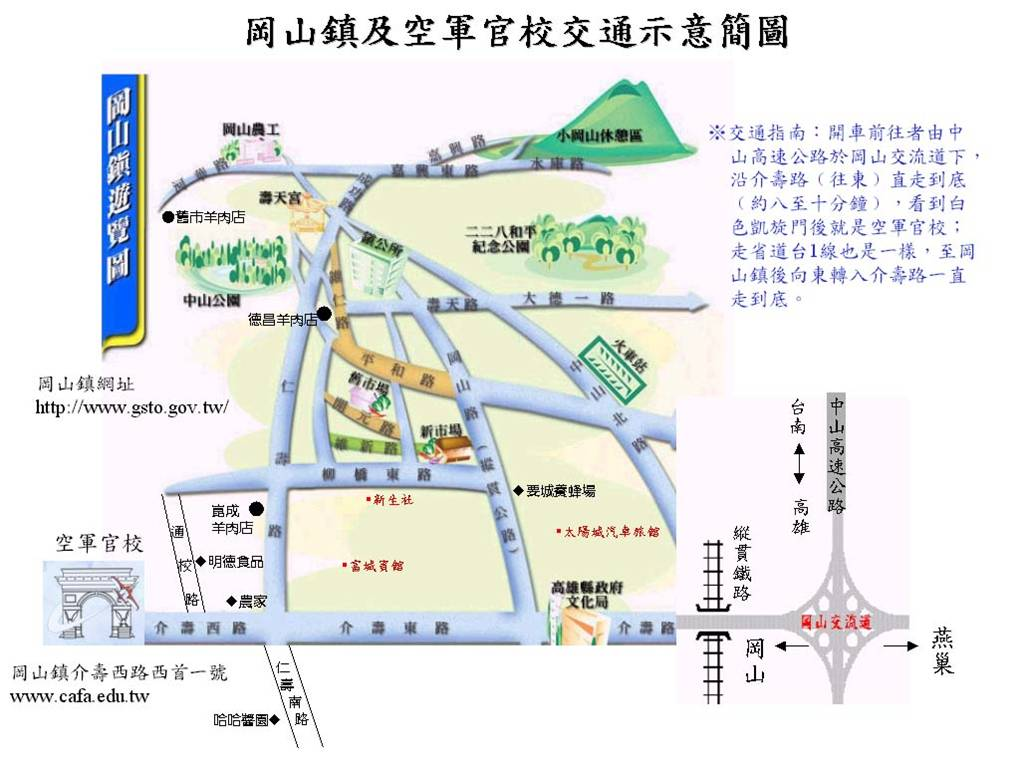 岡山鎮及空軍官校交通示意簡圖
岡山鎮遊覽圖
岡山農工
小岡山休憩區
嘉興路
水庫路
嘉興東路
河華路
成功路
壽天宮
舊市羊肉店
鎮公所
二二八和平
紀念公園
中山公園
維仁路
德昌羊肉店
壽天路
大德一路
火車站
中山北路
岡山路(縱貫公路)
平和路
舊市場
開元路
維新路
新市場
仁壽路
柳橋東路
新生社
要城養蜂場
太陽城汽車旅館
富城賓館
成
羊肉店
明德食品
農家
通校路
空軍官校
高雄縣政府
文化局
介壽西路
介壽東路
介壽路
仁壽南路
哈哈醬園
岡山鎮網址
http://www.gsto.gov.tw/
岡山鎮介壽西路西首一號
www.cafa.edu.tw
※交通指南：開車前往者由中
山高速公路於岡山交流道下，
沿介壽路（往東）直走到底
（約八至十分鐘），看到白
色凱旋門後就是空軍官校；
走省道台1線也是一樣，至岡
山鎮後向東轉入介壽路一直
走到底。
台南
高雄
中山高速公路
縱貫鐵路
岡山交流道
岡山
燕巢